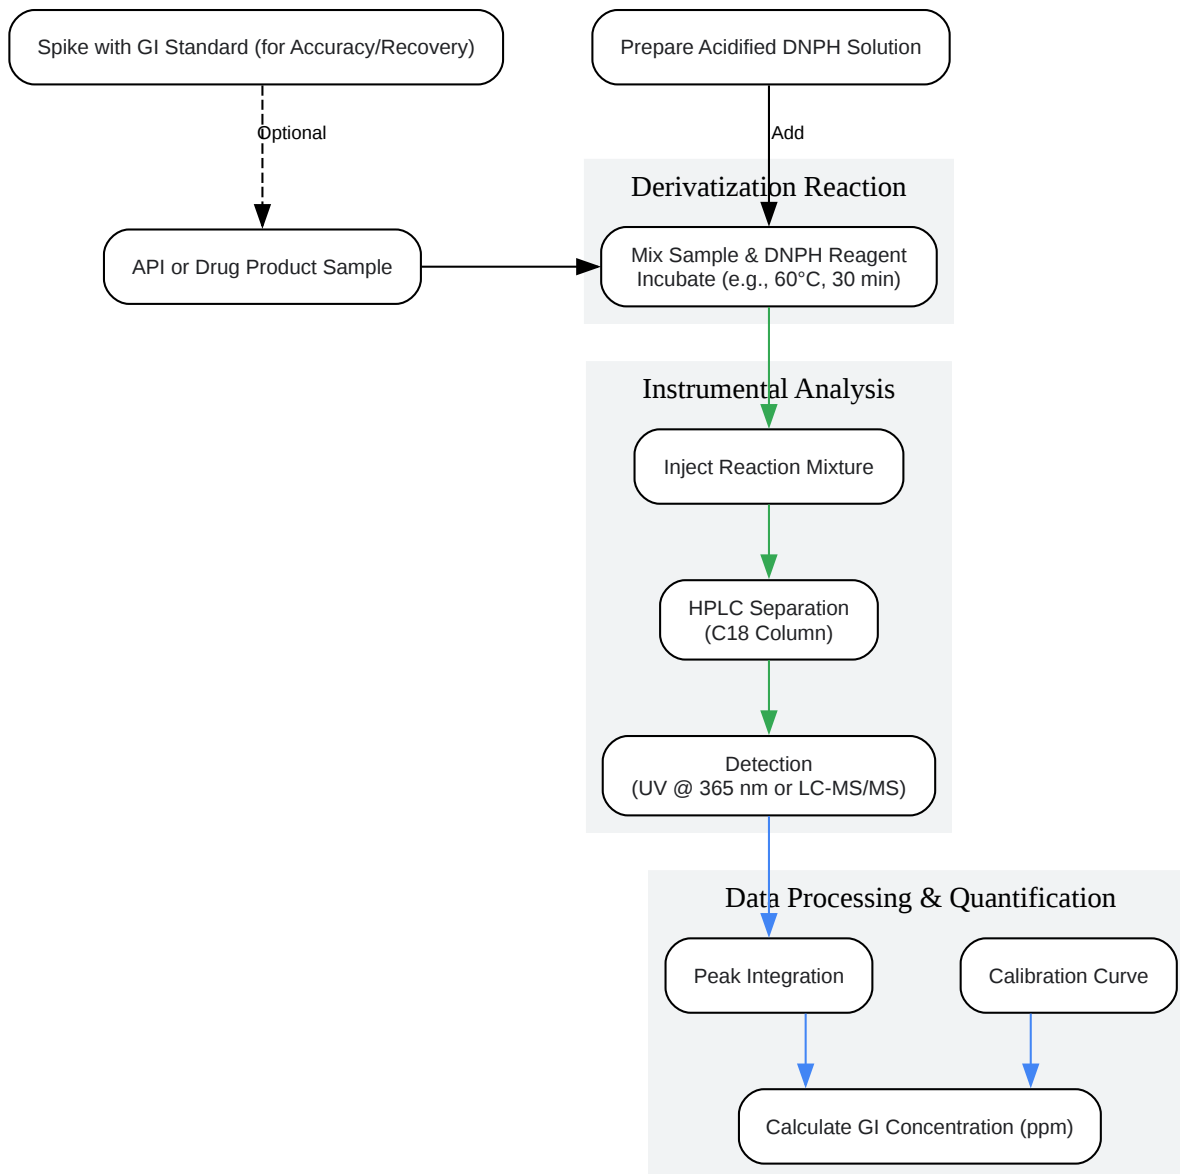 Spike with GI Standard (for Accuracy/Recovery)
Prepare Acidified DNPH Solution
Optional
Add
Derivatization Reaction
API or Drug Product Sample
Mix Sample & DNPH Reagent
Incubate (e.g., 60°C, 30 min)
Instrumental Analysis
Inject Reaction Mixture
HPLC Separation
(C18 Column)
Detection
(UV @ 365 nm or LC-MS/MS)
Data Processing & Quantification
Peak Integration
Calibration Curve
Calculate GI Concentration (ppm)